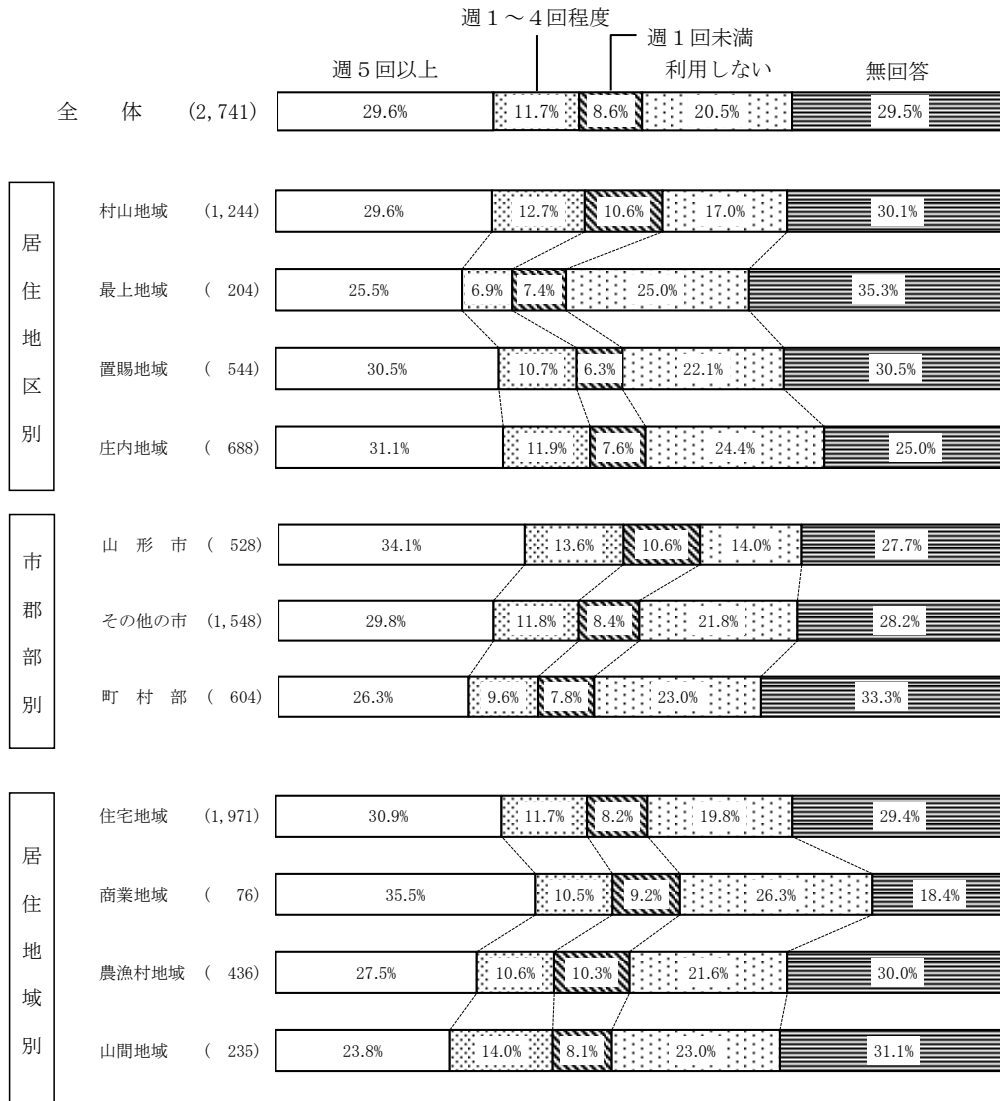 週１～４回程度
週１回未満
週５回以上 利用しない 無回答
全 体 (2,741) 29.6% 11.7% 8.6% 20.5% 29.5%
居住地区別
村山地域 (1,244) 29.6% 12.7% 10.6% 17.0% 30.1%
最上地域 ( 204) 25.5% 6.9% 7.4% 25.0% 35.3%
置賜地域 ( 544) 30.5% 10.7% 6.3% 22.1% 30.5%
庄内地域 ( 688) 31.1% 11.9% 7.6% 24.4% 25.0%
市郡部別
山 形 市 ( 528) 34.1% 13.6% 10.6% 14.0% 27.7%
その他の市 (1,548) 29.8% 11.8% 8.4% 21.8% 28.2%
町 村 部 ( 604) 26.3% 9.6% 7.8% 23.0% 33.3%
居住地域別
住宅地域 (1,971) 30.9% 11.7% 8.2% 19.8% 29.4%
商業地域 ( 76) 35.5% 10.5% 9.2% 26.3% 18.4%
農漁村地域 ( 436) 27.5% 10.6% 10.3% 21.6% 30.0%
山間地域 ( 235) 23.8% 14.0% 8.1% 23.0% 31.1%